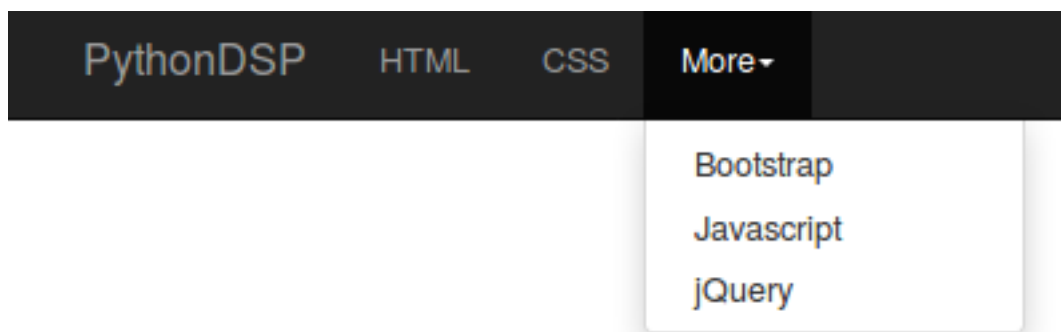 PythonDSP HTML CSS More
Bootstrap
Javascript
jQuery